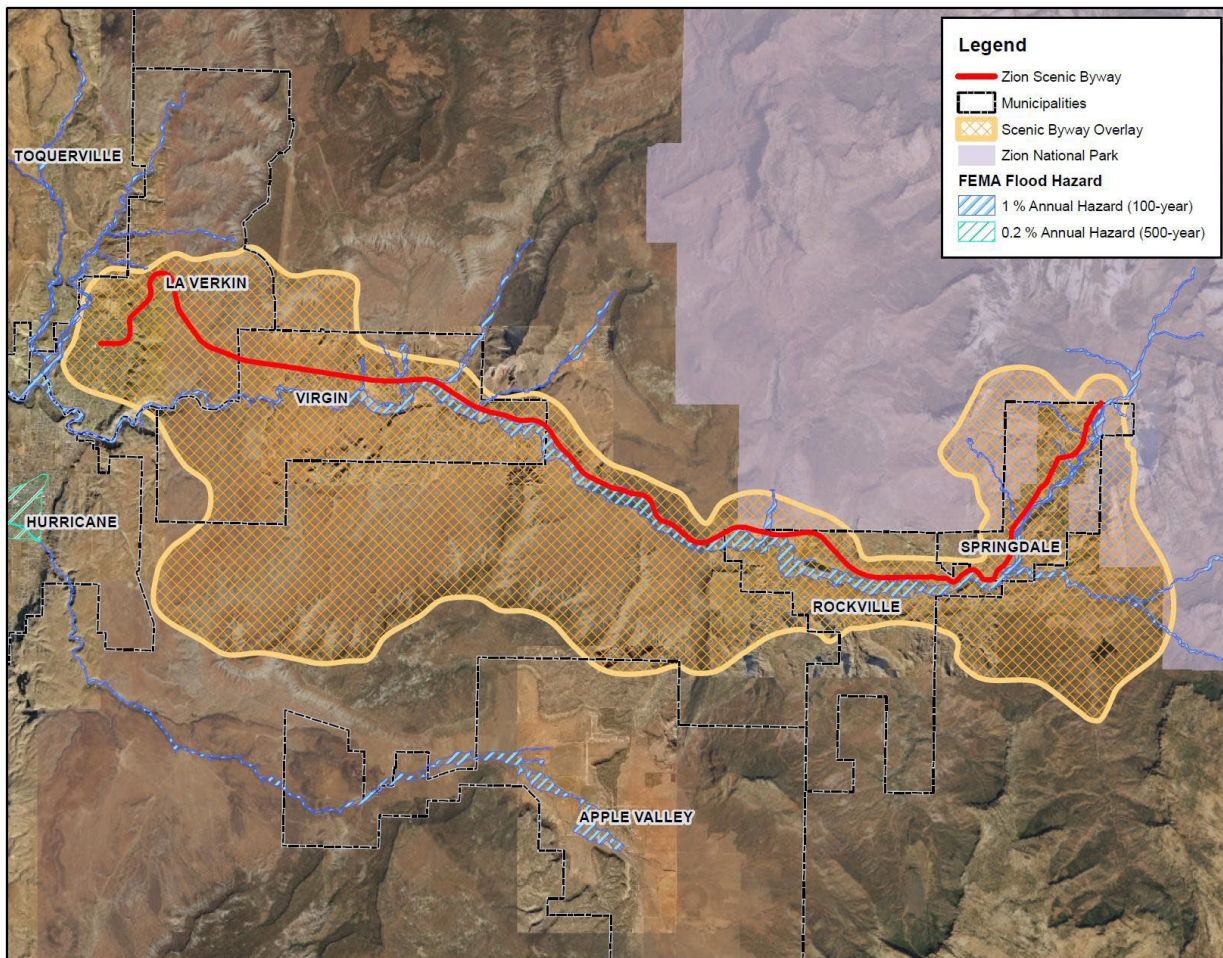 Legend
Zion Scenic Byway
Municipalities
Scenic Byway Overlay
Zion National Park
FEMA Flood Hazard
1 % Annual Hazard (100-year)
0.2 % Annual Hazard (500-year)
TOQUERVILLE
LA VERKIN
VIRGIN
HURRICANE
SPRINGDALE
ROCKVILLE
APPLE VALLEY